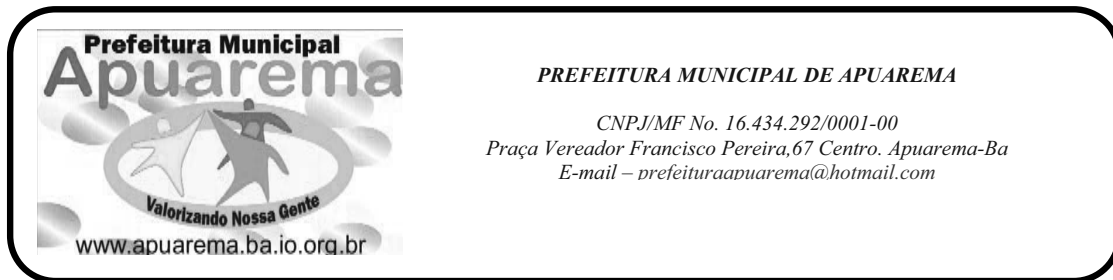 Prefeitura Municipal
Apuarema
Valorizando Nossa Gente
www.apuarema.ba.io.org.br
PREFEITURA MUNICIPAL DE APUAREMA
CNPJ/MF No. 16.434.292/0001-00
Praça Vereador Francisco Pereira,67 Centro. Apuarema-Ba
E-mail – prefeituraapuarema@hotmail.com